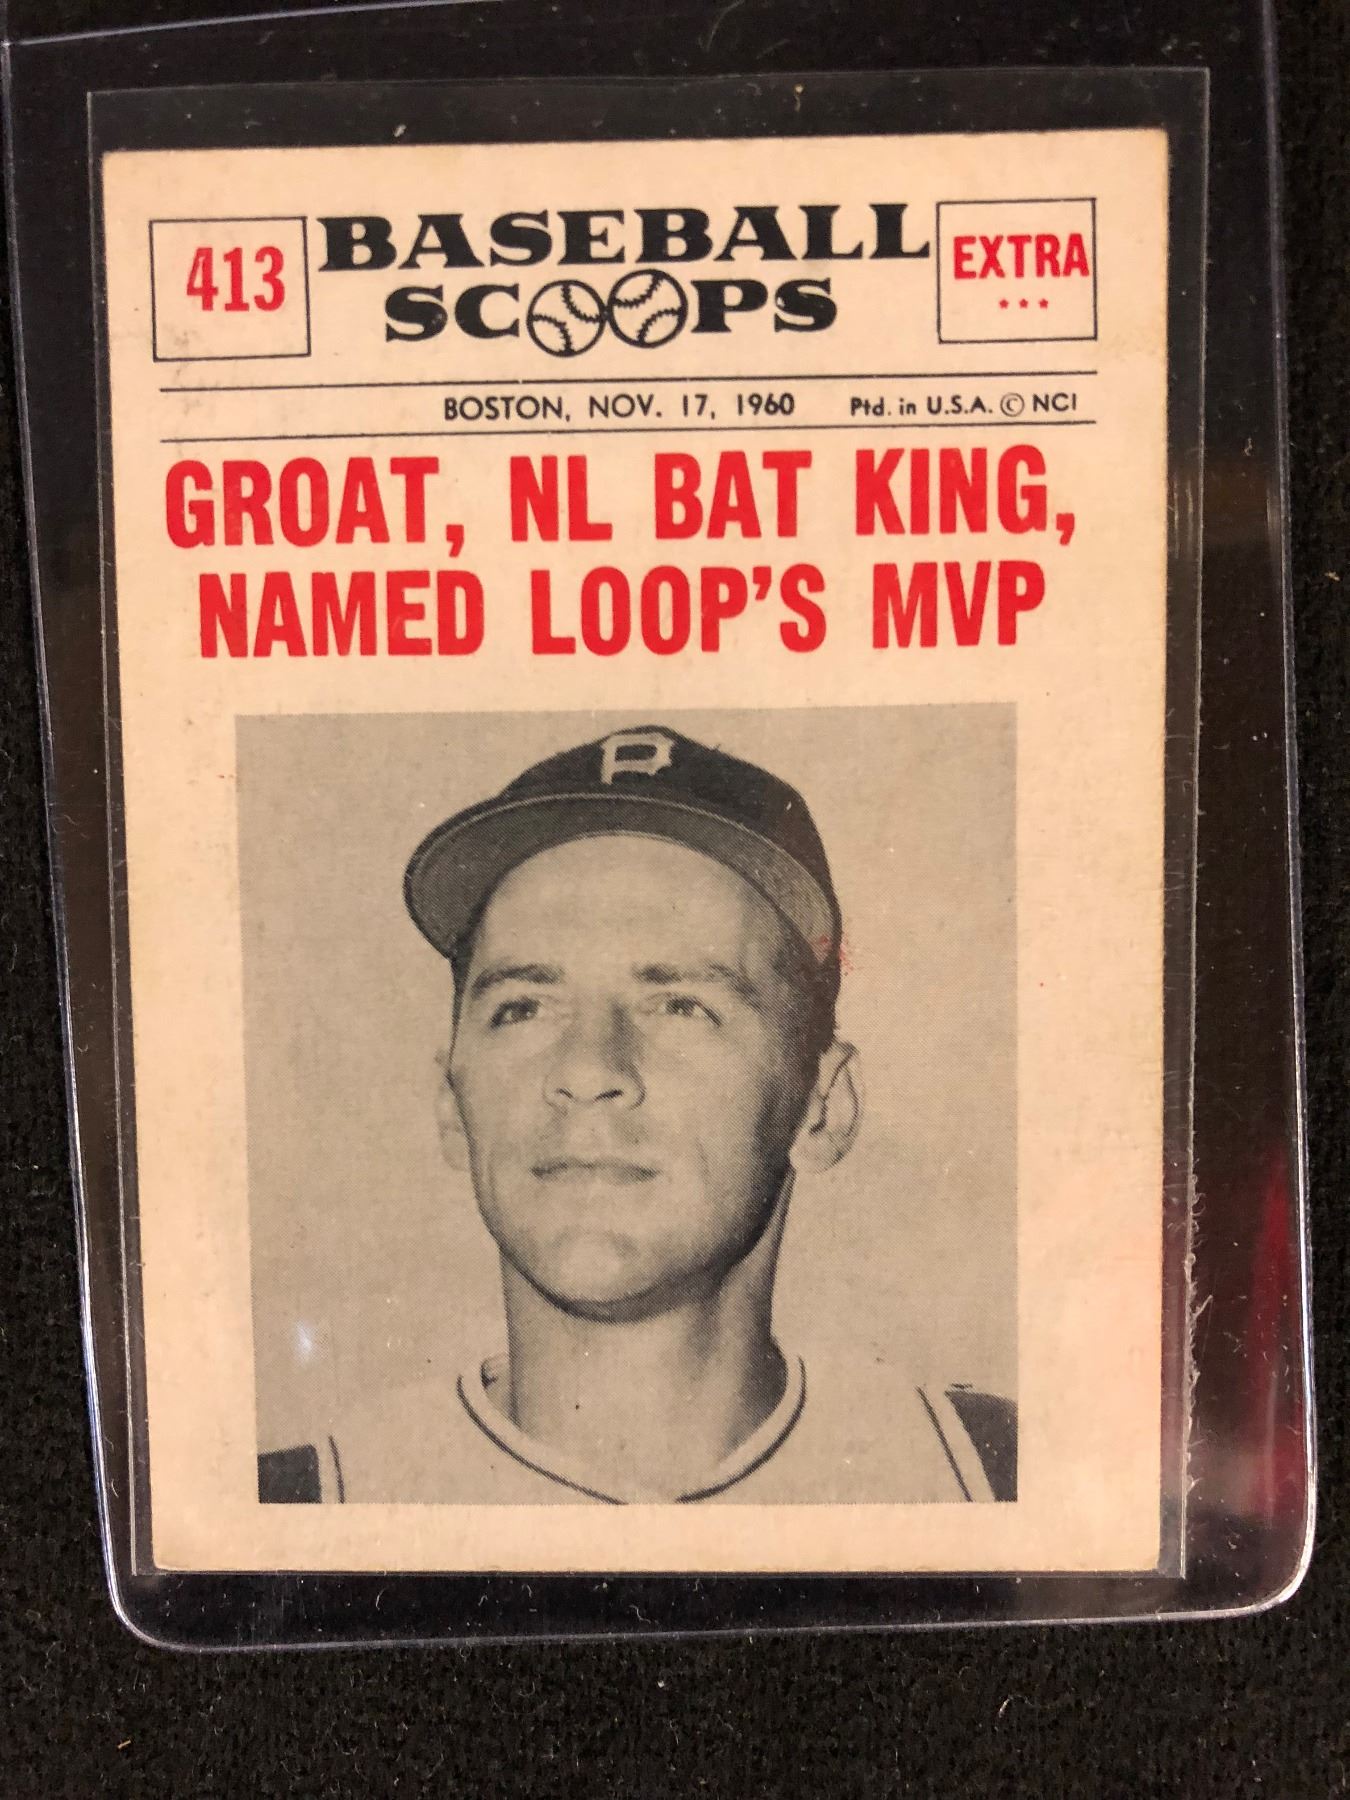 413
BASEBALL
SCOOPS
EXTRA
***
BOSTON, NOV. 17, 1960 Ptd. in U.S.A. © NCI
GROAT, NL BAT KING,
NAMED LOOP'S MVP
P